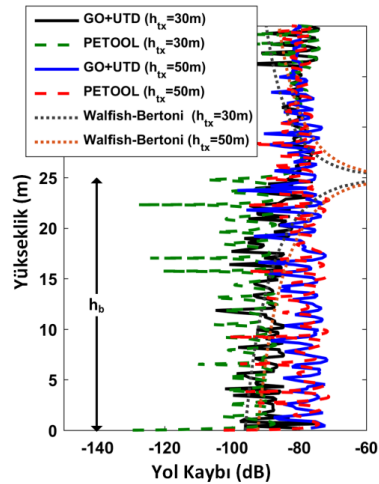 GO+UTD (htx=30m)
PETOOL (htx=30m)
GO+UTD (htx=50m)
PETOOL (htx=50m)
Walfish-Bertoni (htx=30m)
Walfish-Bertoni (htx=50m)
Yükseklik (m)
25
20
15
10
5
0
hb
-140 -120 -100 -80 -60
Yol Kaybı (dB)